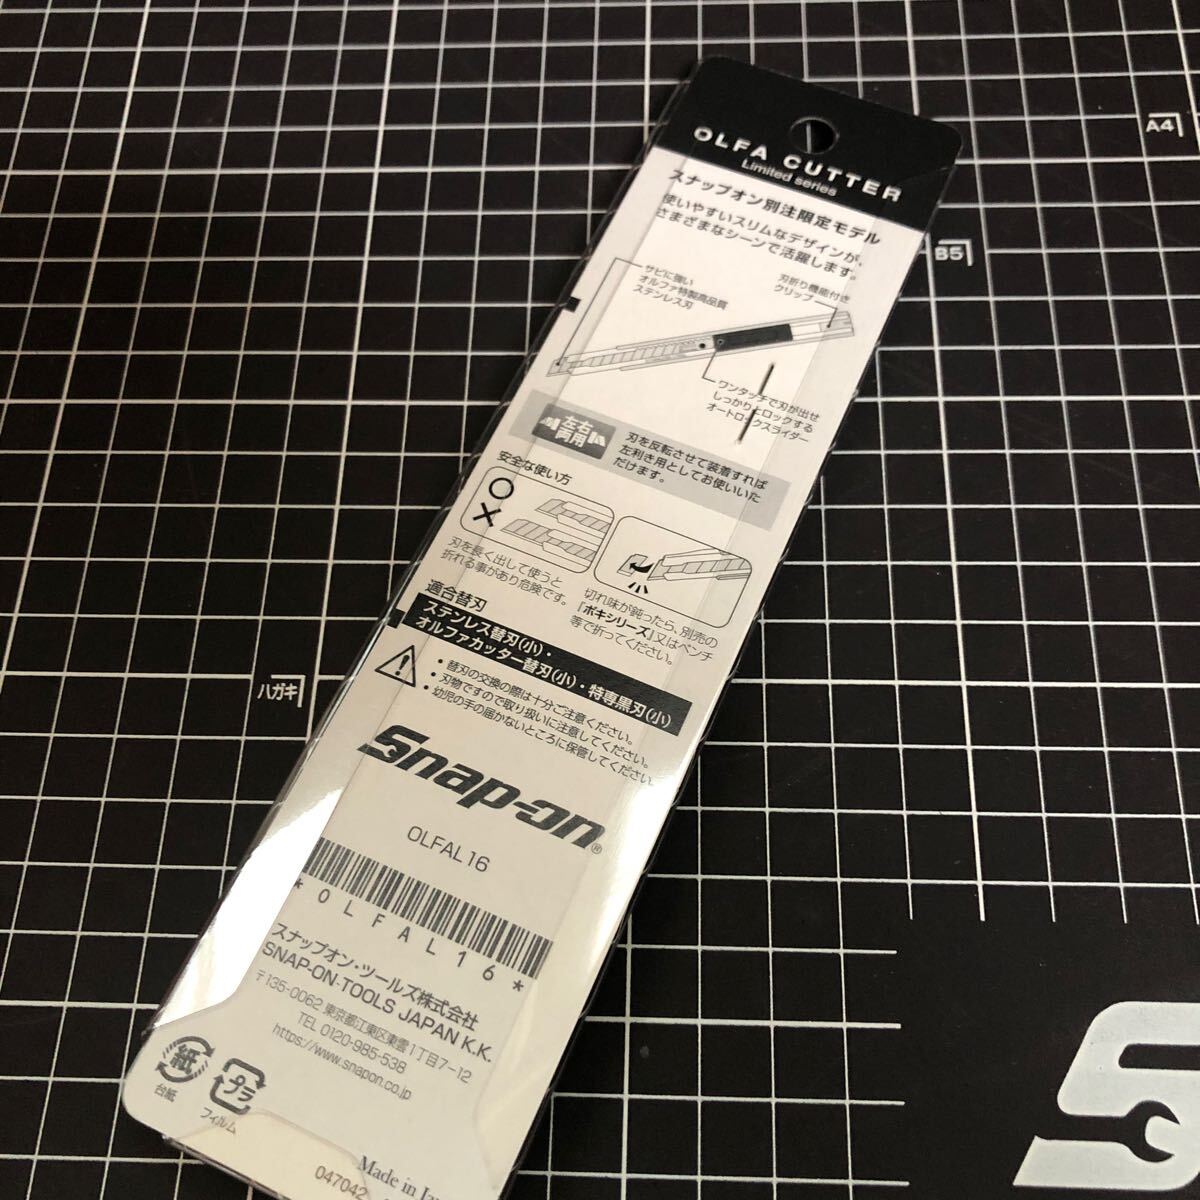 OLFA CUTTER
Limited series
スナップオン別注限定モデル
使いやすいスリムなデザインが、
さまざまなシーンで活躍します。
サビに強い
オルファ特製高品質
ステンレス刃
刃折り機能付き
クリップ
ワンタッチで刃が出せ
しっかりとロックする
オートロックスライダー
左右
両用
刃を反転させて装着すれば
左利き用としてお使いいた
だけます。
安全な使い方
刃を長く出して使うと
折れる事があり危険です。
切れ味が鈍ったら、別売の
「ポキシリーズ」又はペンチ
等で折ってください。
適合替刃
ステンレス替刃(小)・
オルファカッター替刃(小)・特専黒刃(小)
・替刃の交換の際は十分ご注意ください。
・刃物ですので取り扱いに注意してください。
・幼児の手の届かないところに保管してください。
Snap-on®
OLFAL16
*OLFAL16*
スナップオン・ツールズ株式会社
SNAP-ON-TOOLS JAPAN K.K.
〒135-0062 東京都江東区東雲1丁目7-12
TEL 0120-985-538
https://www.snapon.co.jp
紙
台紙
プラ
フィルム
Made in
047042
A4
B5
ハガキ
S